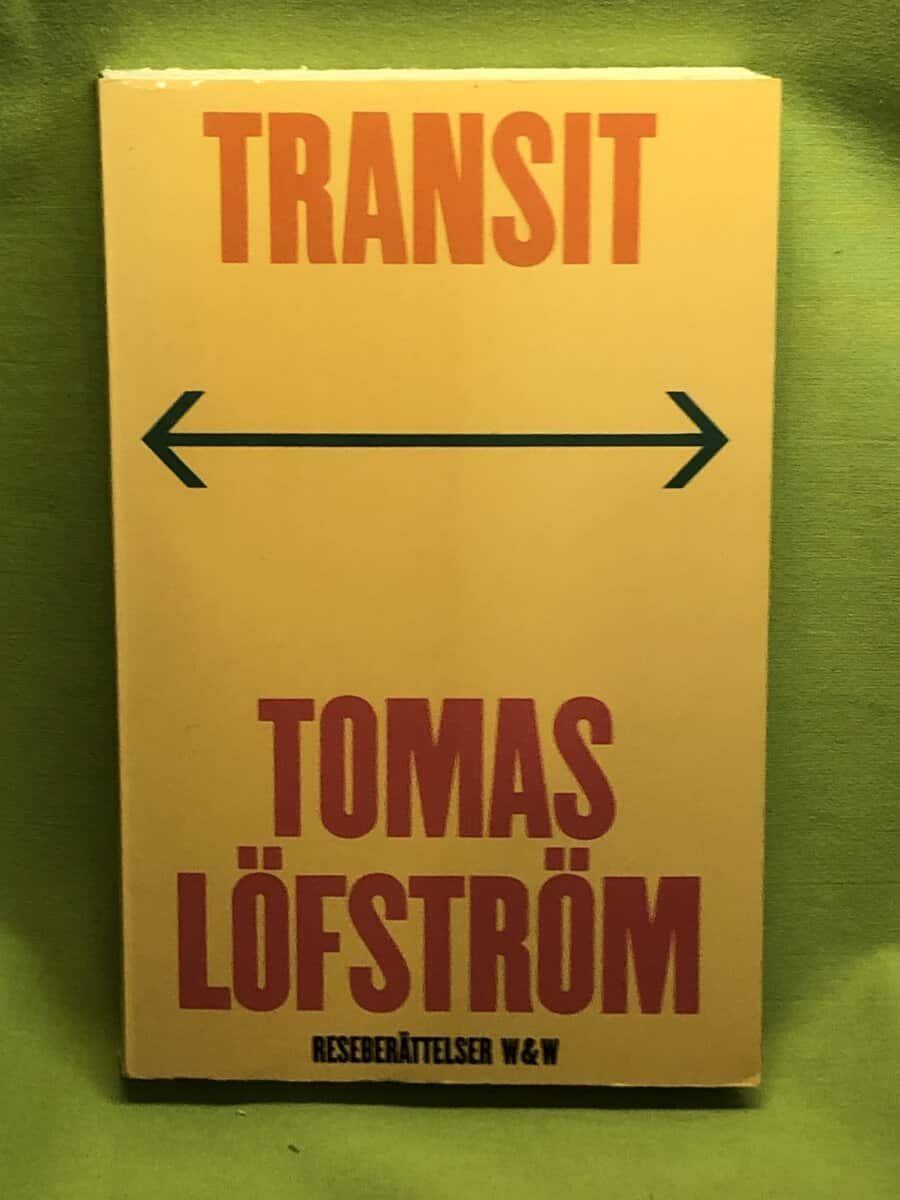 TRANSIT
TOMAS
LÖFSTRÖM
RESEBERÄTTELSER W&W